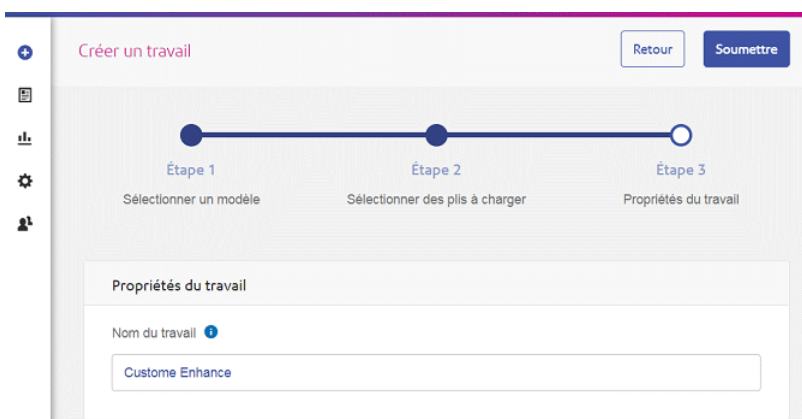 Créer un travail
Retour
Soumettre
Étape 1
Étape 2
Étape 3
Sélectionner un modèle
Sélectionner des plis à charger
Propriétés du travail
Propriétés du travail
Nom du travail
Custome Enhance